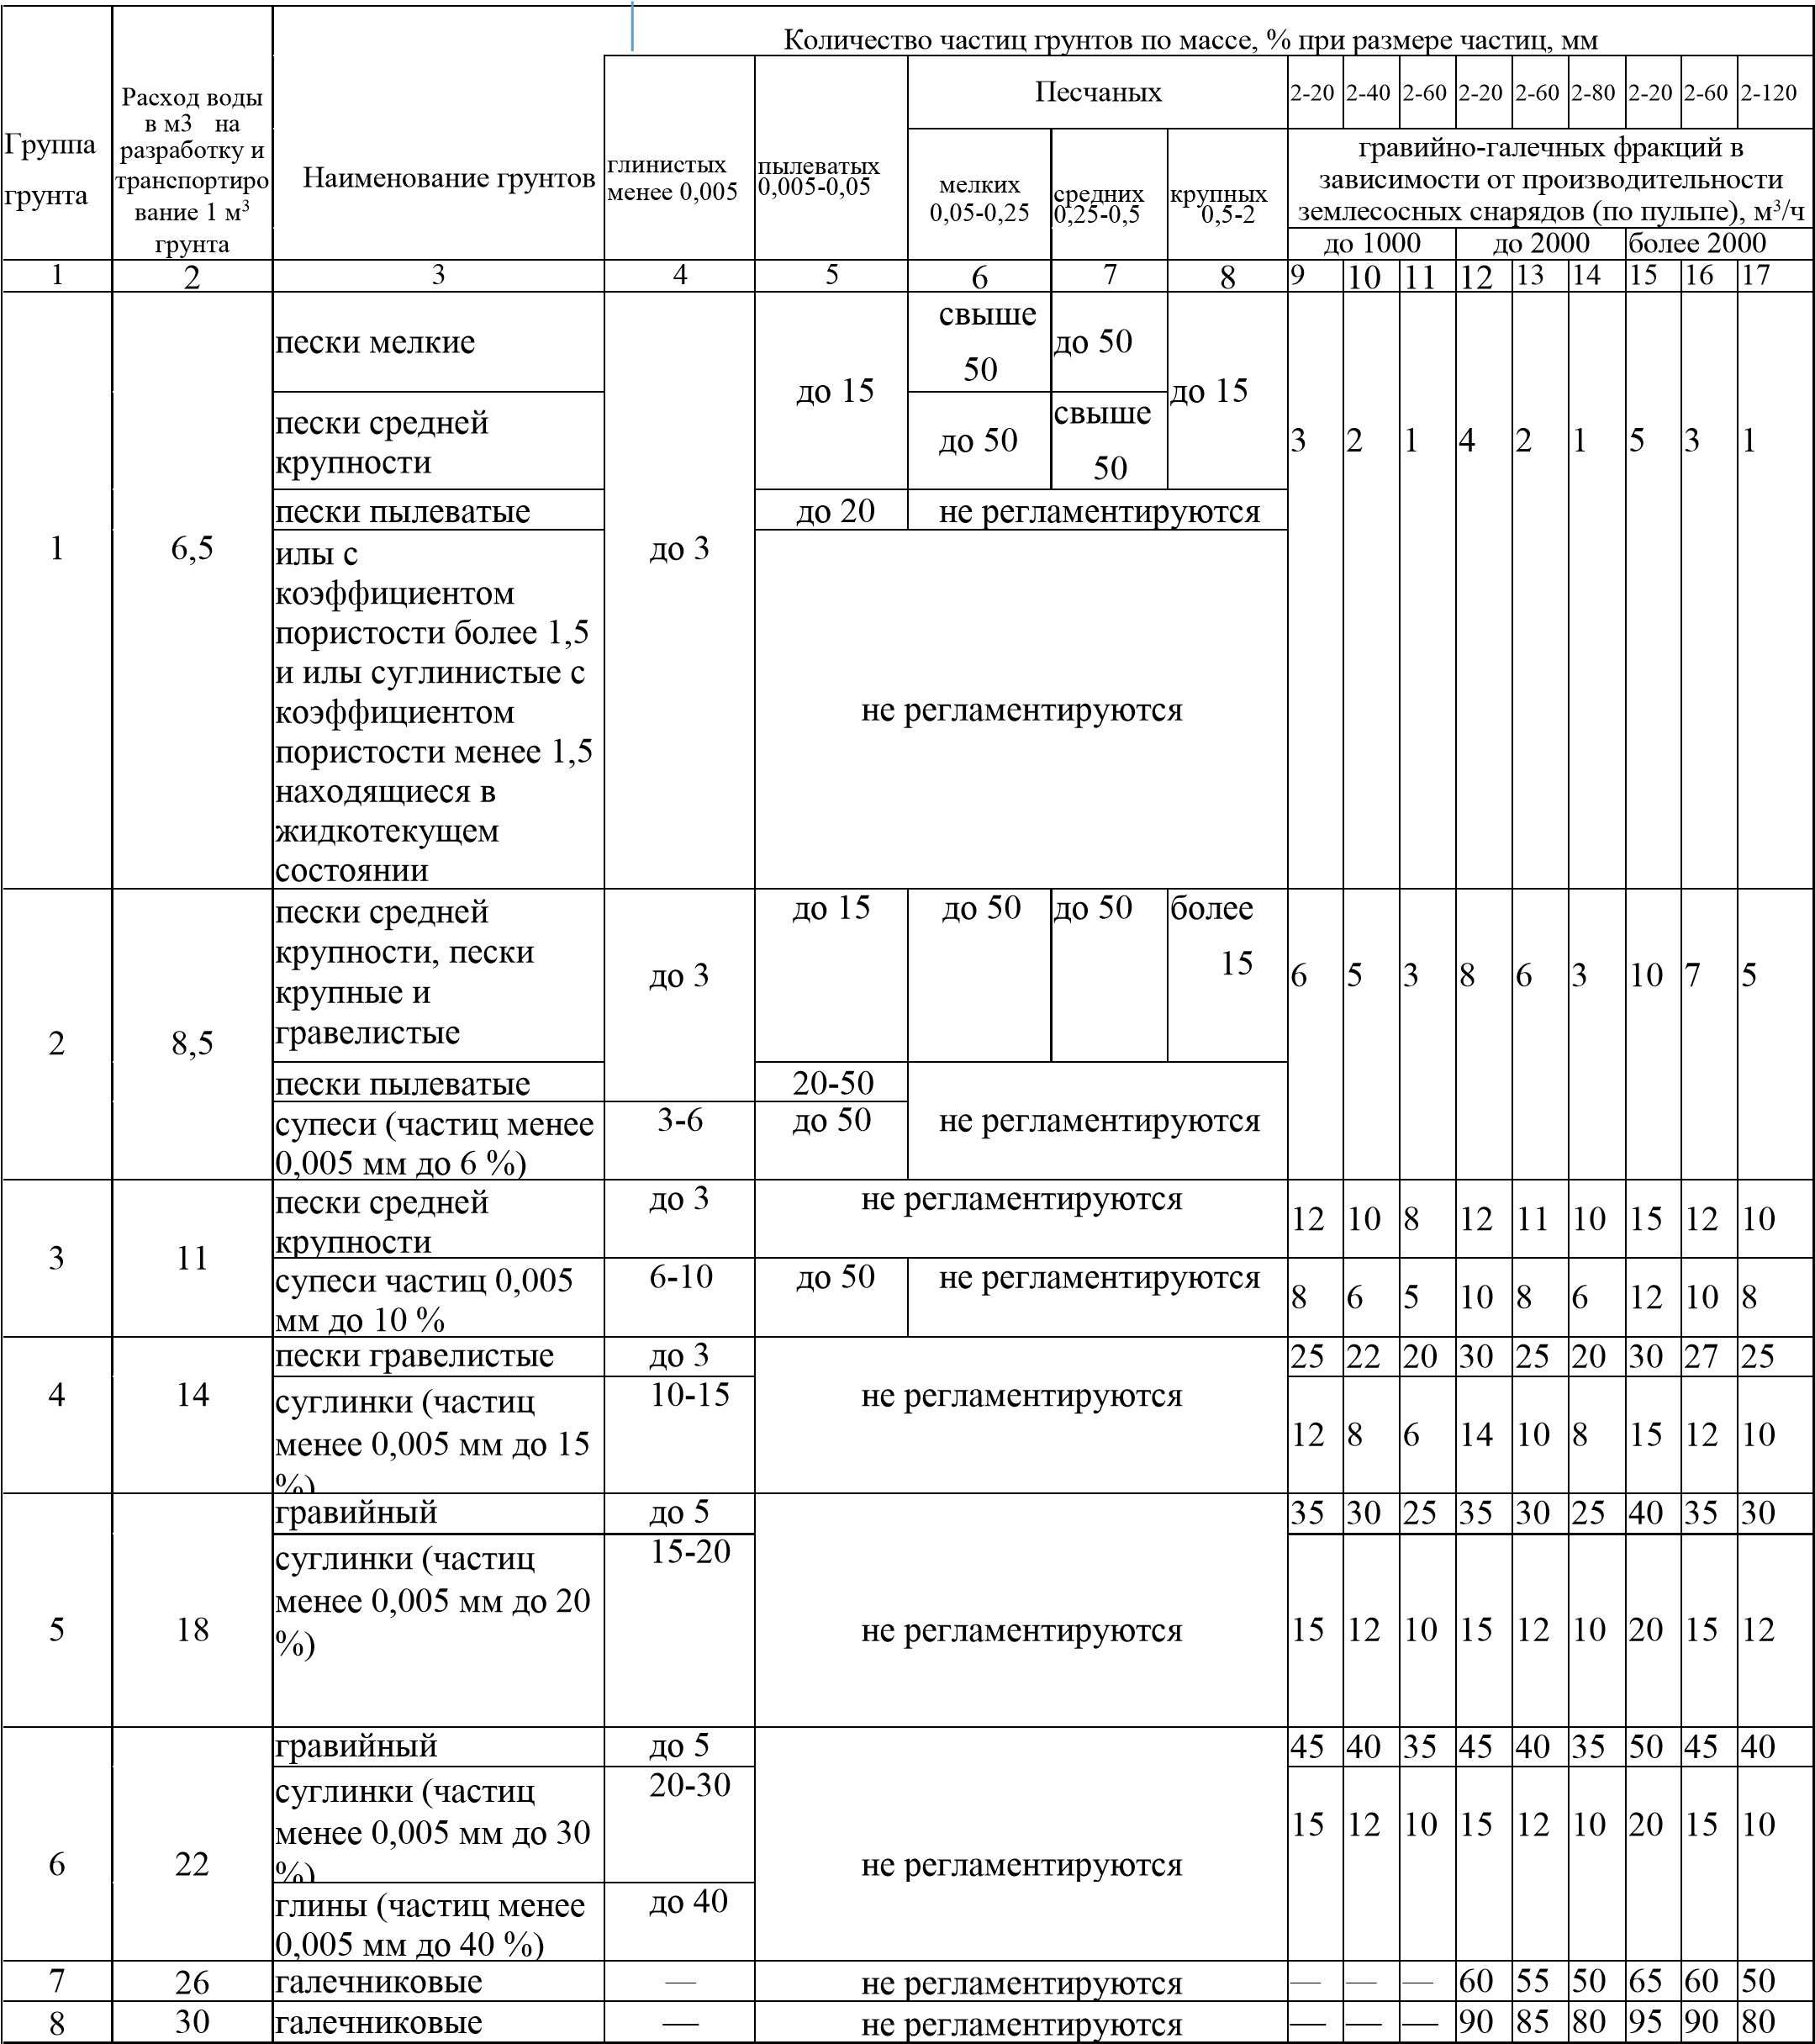 Количество частиц грунтов по массе, % при размере частиц, мм
Группа
грунта
Расход воды
в м3 на
разработку и
транспортиро
вание 1 м³
грунта
Наименование грунтов
глинистых
менее 0,005
пылеватых
0,005-0,05
Песчаных
2-20 2-40 2-60 2-20 2-60 2-80 2-20 2-60 2-120
мелких
0,05-0,25
средних
0,25-0,5
крупных
0,5-2
гравийно-галечных фракций в
зависимости от производительности
землесосных снарядов (по пульпе), м³/ч
до 1000 до 2000 более 2000
1 2 3 4 5 6 7 8 9 10 11 12 13 14 15 16 17
1
6,5
пески мелкие
до 3
до 15
свыше
50
до 50
до 15
3 2 1 4 2 1 5 3 1
пески средней
крупности
до 50
свыше
50
пески пылеватые
до 20
не регламентируются
илы с
коэффициентом
пористости более 1,5
и илы суглинистые с
коэффициентом
пористости менее 1,5
находящиеся в
жидкотекущем
состоянии
не регламентируются
2
8,5
пески средней
крупности, пески
крупные и
гравелистые
до 3
до 15
до 50
до 50
более
15
6 5 3 8 6 3 10 7 5
пески пылеватые
20-50
не регламентируются
супеси (частиц менее
0,005 мм до 6 %)
3-6
до 50
3
11
пески средней
крупности
до 3
не регламентируются
12 10 8 12 11 10 15 12 10
супеси частиц 0,005
мм до 10 %
6-10
до 50
не регламентируются
8 6 5 10 8 6 12 10 8
4
14
пески гравелистые
до 3
не регламентируются
25 22 20 30 25 20 30 27 25
суглинки (частиц
менее 0,005 мм до 15
%)
10-15
12 8 6 14 10 8 15 12 10
5
18
гравийный
до 5
не регламентируются
35 30 25 35 30 25 40 35 30
суглинки (частиц
менее 0,005 мм до 20
%)
15-20
15 12 10 15 12 10 20 15 12
6
22
гравийный
до 5
не регламентируются
45 40 35 45 40 35 50 45 40
суглинки (частиц
менее 0,005 мм до 30
%)
20-30
15 12 10 15 12 10 20 15 10
глины (частиц менее
0,005 мм до 40 %)
до 40
7 26 галечниковые — не регламентируются — — — 60 55 50 65 60 50
8 30 галечниковые — не регламентируются — — — 90 85 80 95 90 80